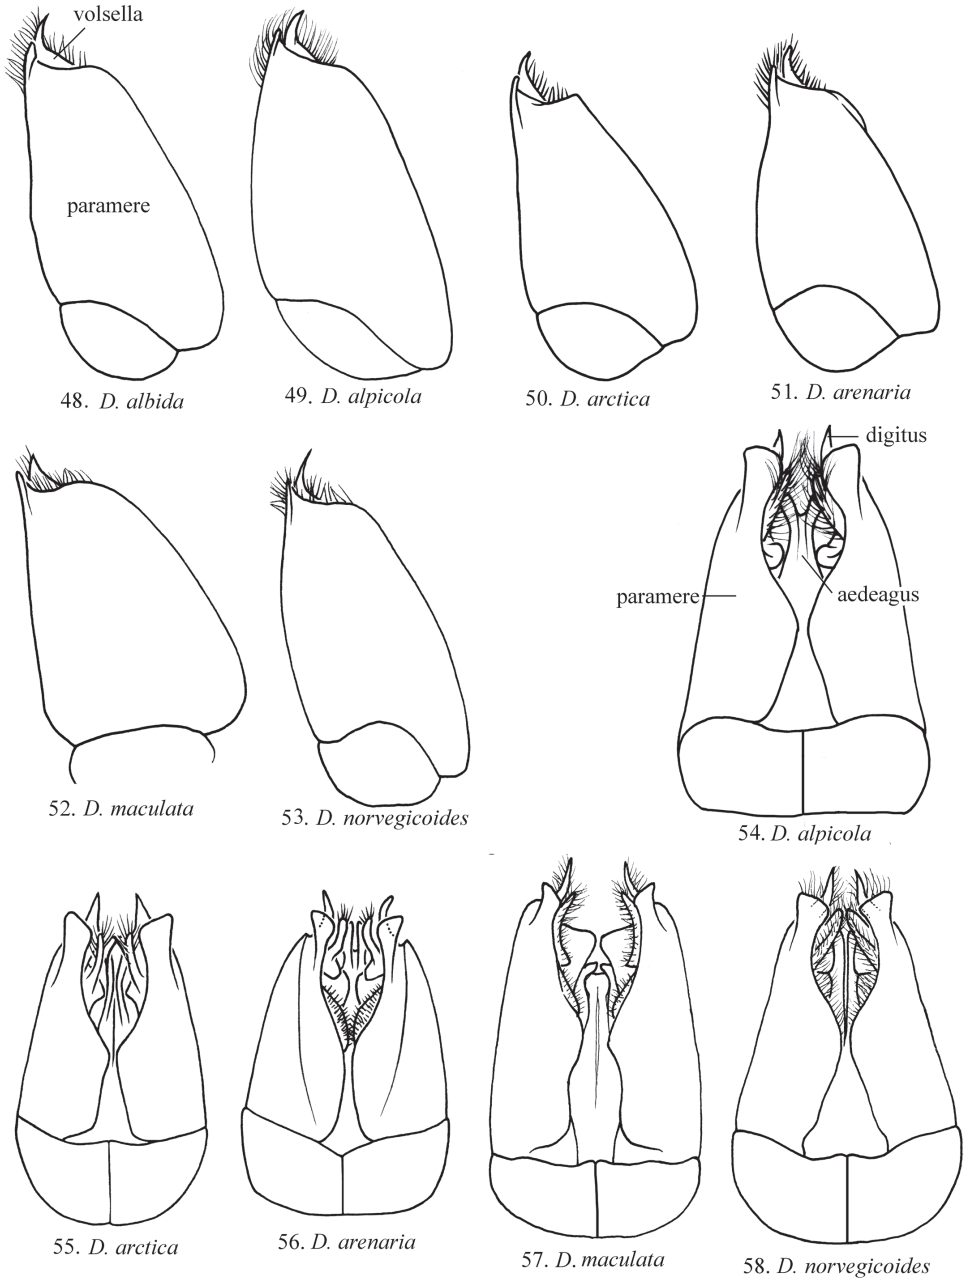 volsella
paramere
48. D. albida
49. D. alpicola
50. D. arctica
51. D. arenaria
digitus
paramere
aedeagus
52. D. maculata
53. D. norvegicoides
54. D. alpicola
55. D. arctica
56. D. arenaria
57. D. maculata
58. D. norvegicoides